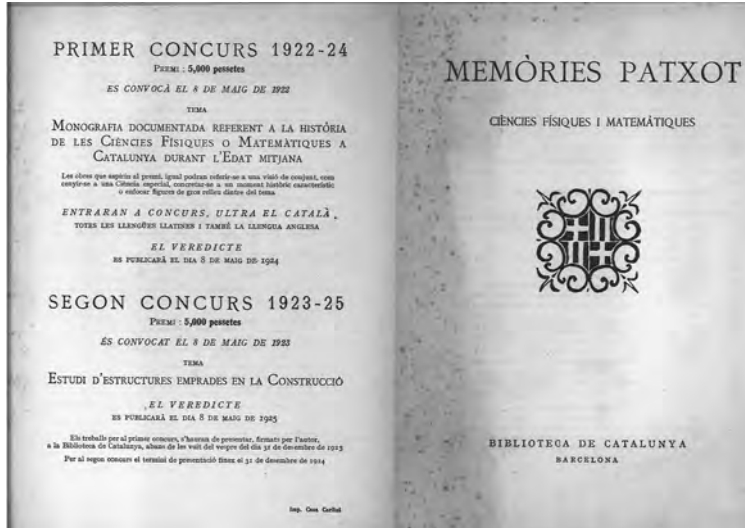 PRIMER CONCURS 1922-24
PREMI : 5,000 pessetes
ES CONVOCÀ EL 8 DE MAIG DE 1922
TEMA
MONOGRAFIA DOCUMENTADA REFERENT A LA HISTÒRIA
DE LES CIÈNCIES FÍSIQUES O MATEMÀTIQUES A
CATALUNYA DURANT L'EDAT MITJANA
Les obres que aspirin al premi, igual podran referir-se a una visió de conjunt, com
cenyir-se a una Ciència especial, concretar-se a un moment històric característic
o enfocar figures de gros relleu dintre del tema
ENTRARAN A CONCURS, ULTRA EL CATALÀ,
TOTES LES LLENGÜES LLATINES I TAMBÉ LA LLENGUA ANGLESA
EL VEREDICTE
ES PUBLICARÀ EL DIA 8 DE MAIG DE 1924
SEGON CONCURS 1923-25
PREMI : 5,000 pessetes
ÉS CONVOCAT EL 8 DE MAIG DE 1923
TEMA
ESTUDI D'ESTRUCTURES EMPRADES EN LA CONSTRUCCIÓ
EL VEREDICTE
ES PUBLICARÀ EL DIA 8 DE MAIG DE 1925
Els treballs per al primer concurs, s'hauran de presentar, firmats per l'autor,
a la Biblioteca de Catalunya, abans de les vuit del vespre del dia 31 de desembre de 1923
Per al segon concurs el termini de presentació fineix el 31 de desembre de 1924
Imp. Casa Caritat
MEMÒRIES PATXOT
CIÈNCIES FÍSIQUES I MATEMÀTIQUES
BIBLIOTECA DE CATALUNYA
BARCELONA